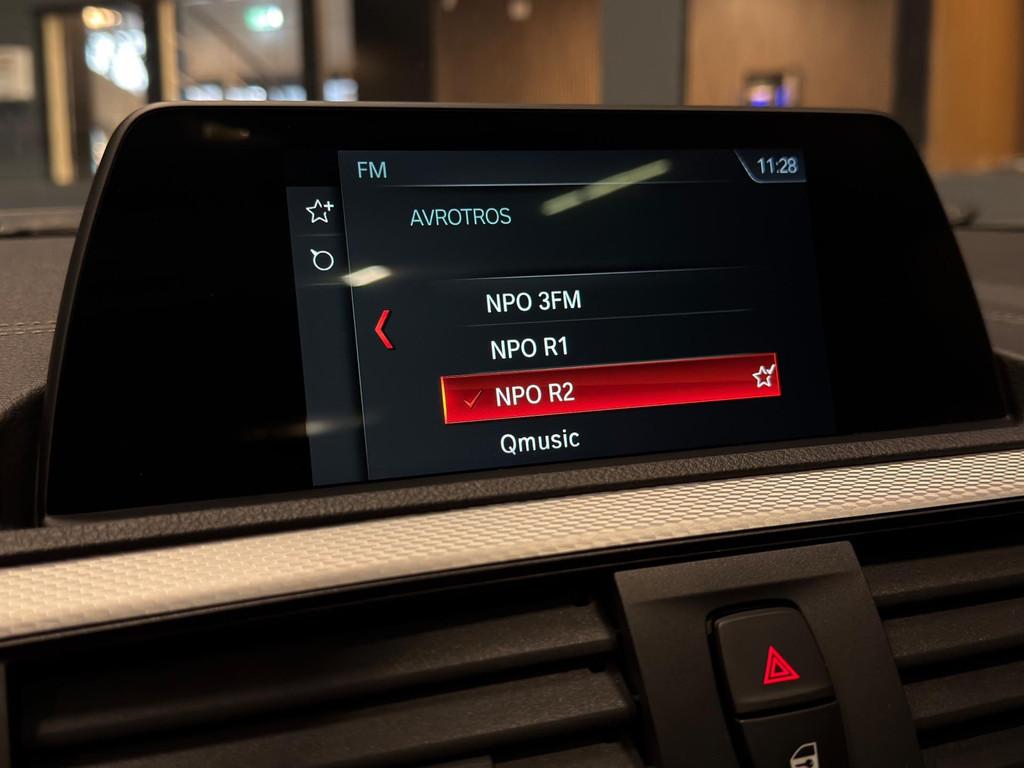 FM
11:28
AVROTROS
NPO 3FM
NPO R1
NPO R2
Qmusic